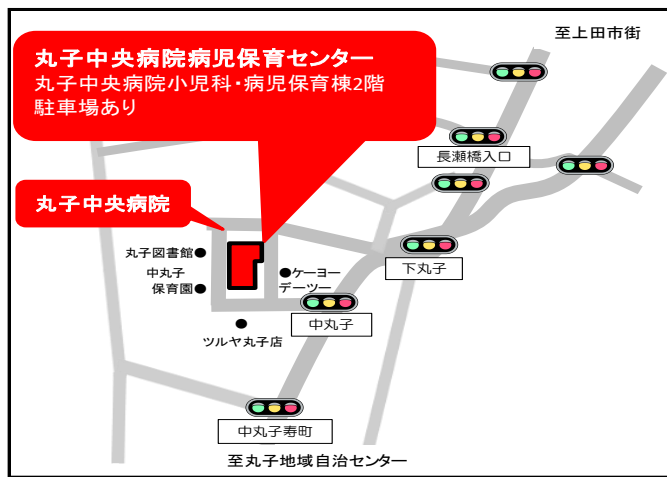 至上田市街
丸子中央病院病児保育センター
丸子中央病院小児科・病児保育棟2階
駐車場あり
長瀬橋入口
丸子中央病院
丸子図書館
中丸子
保育園
ケーヨー
デーツー
下丸子
中丸子
ツルヤ丸子店
中丸子寿町
至丸子地域自治センター